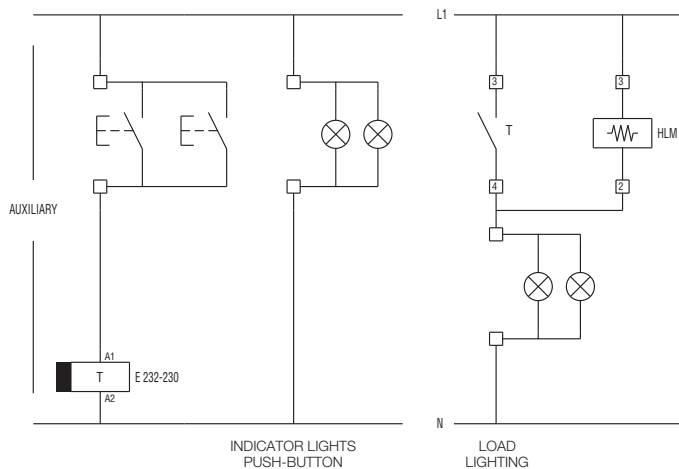 L1
3
3
T
HLM
4
2
AUXILIARY
A1
T
E 232-230
A2
N
INDICATOR LIGHTS
PUSH-BUTTON
LOAD
LIGHTING